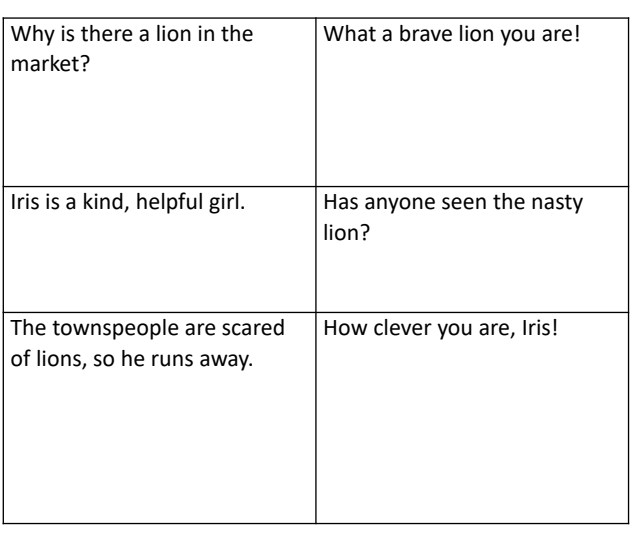 Why is there a lion in the
market?
What a brave lion you are!
Iris is a kind, helpful girl.
Has anyone seen the nasty
lion?
The townspeople are scared
of lions, so he runs away.
How clever you are, Iris!